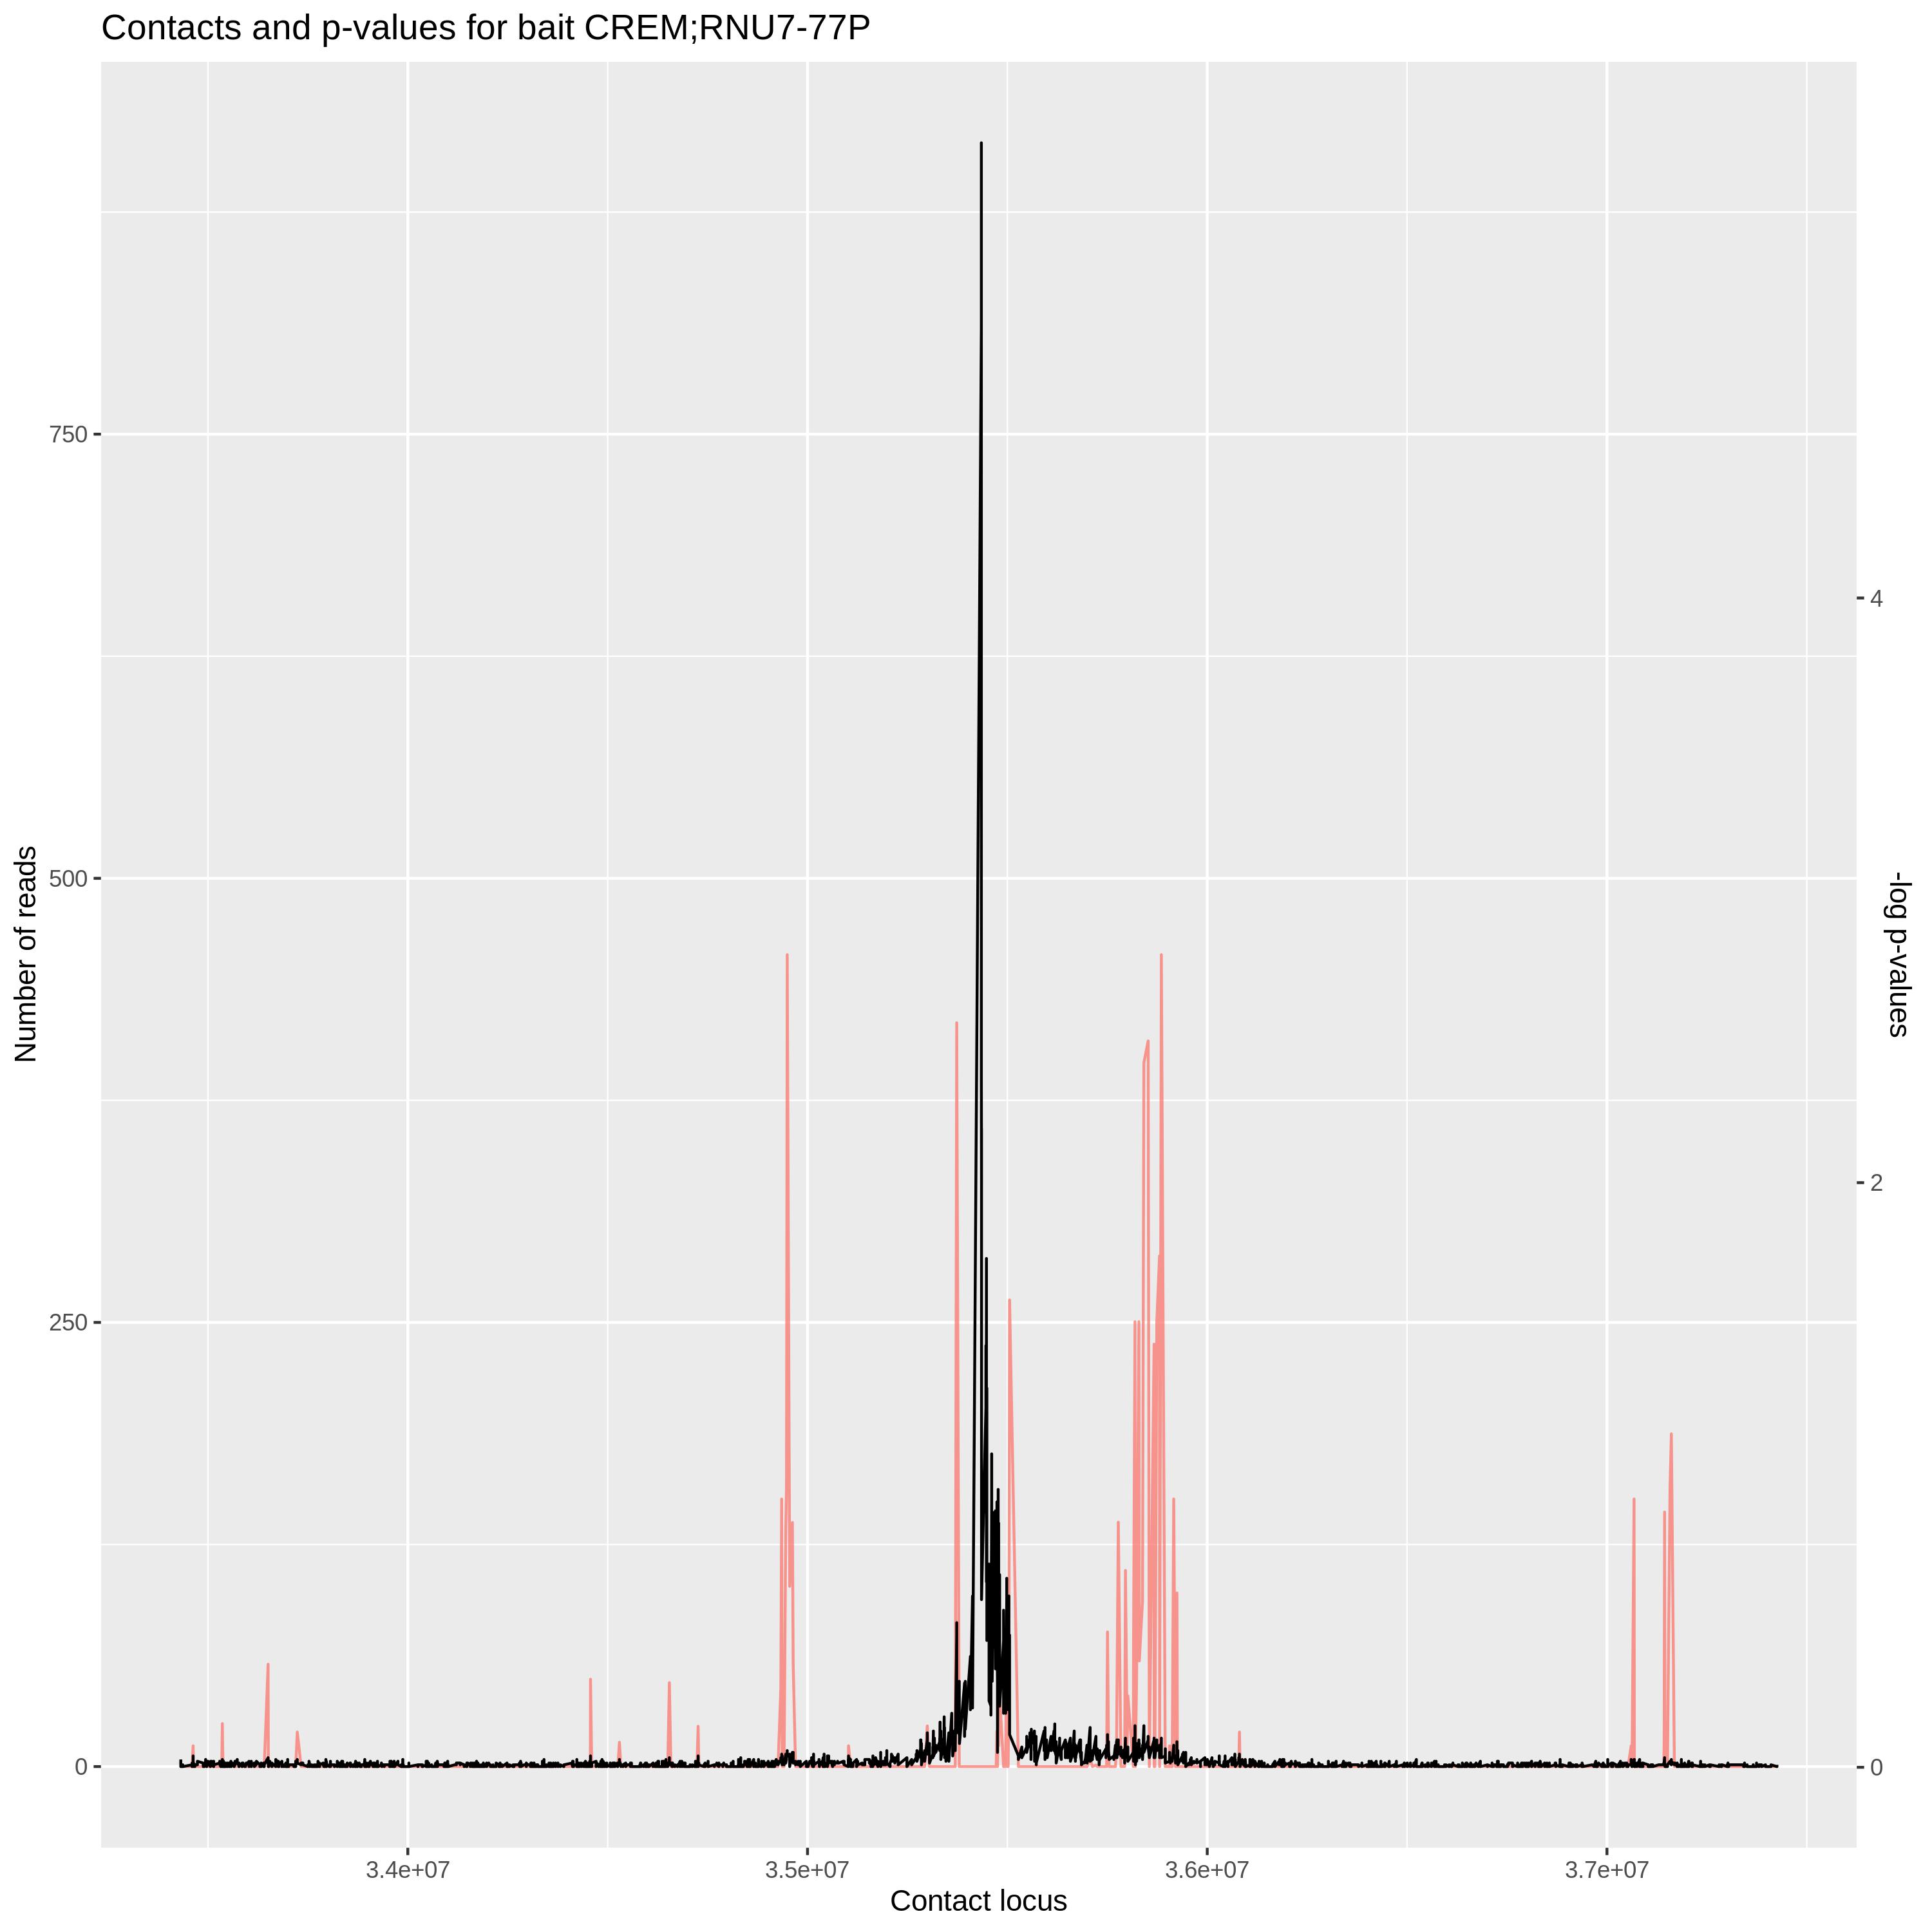 Contacts and p-values for bait CREM;RNU7-77P
Number of reads
750
500
250
0
-log p-values
4
2
0
3.4e+07
3.5e+07
3.6e+07
3.7e+07
Contact locus